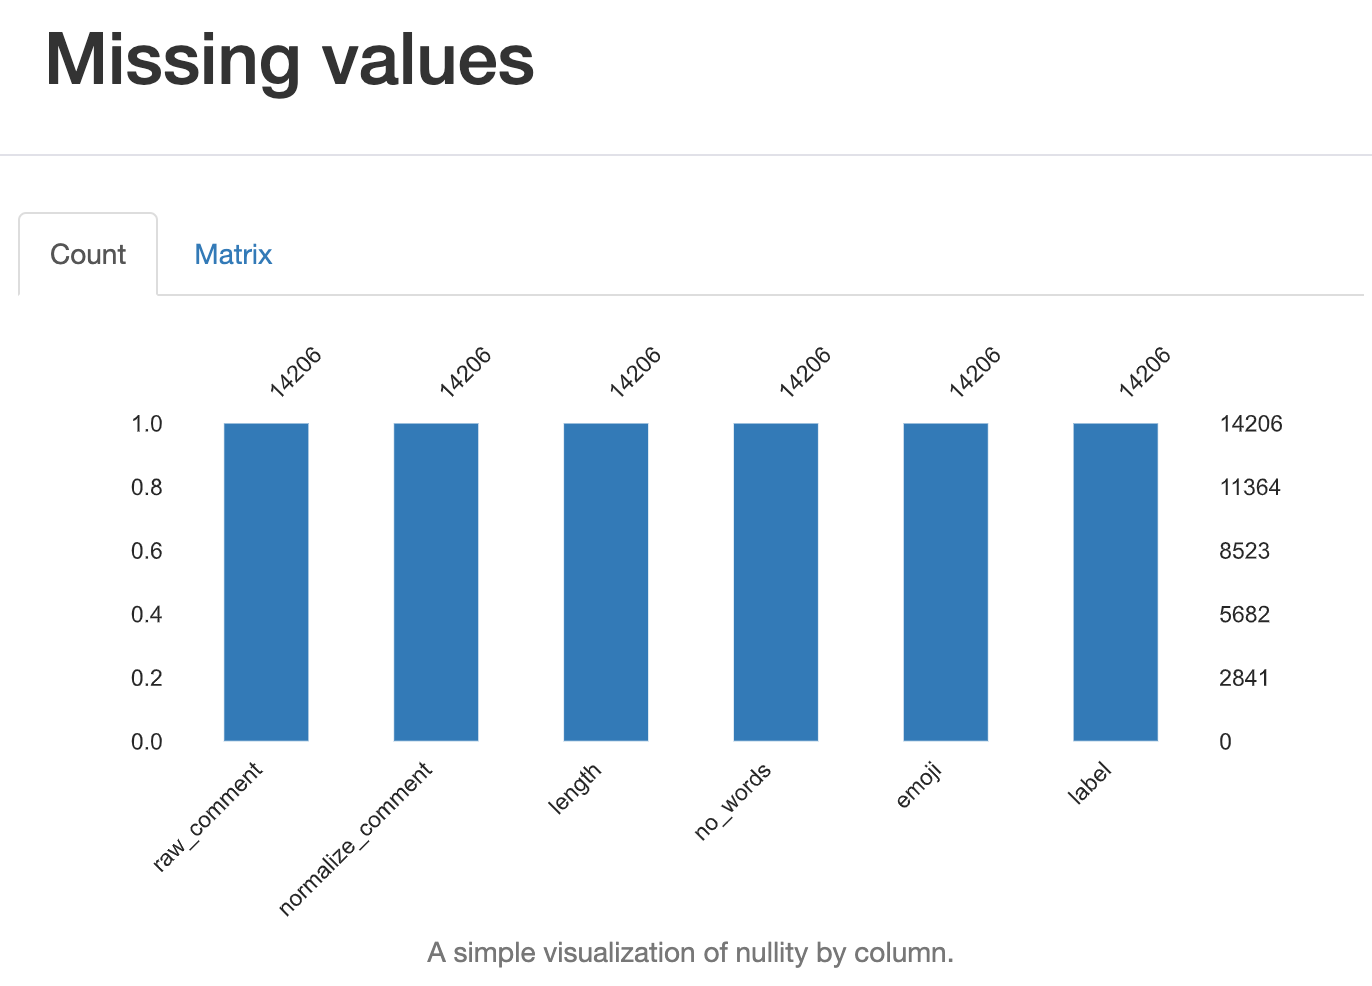 Missing values
Count Matrix
14206 14206 14206 14206 14206 14206
1.0 14206
0.8 11364
0.6 8523
0.4 5682
0.2 2841
0.0 0
raw_comment normalize_comment length no_words emoji label
A simple visualization of nullity by column.